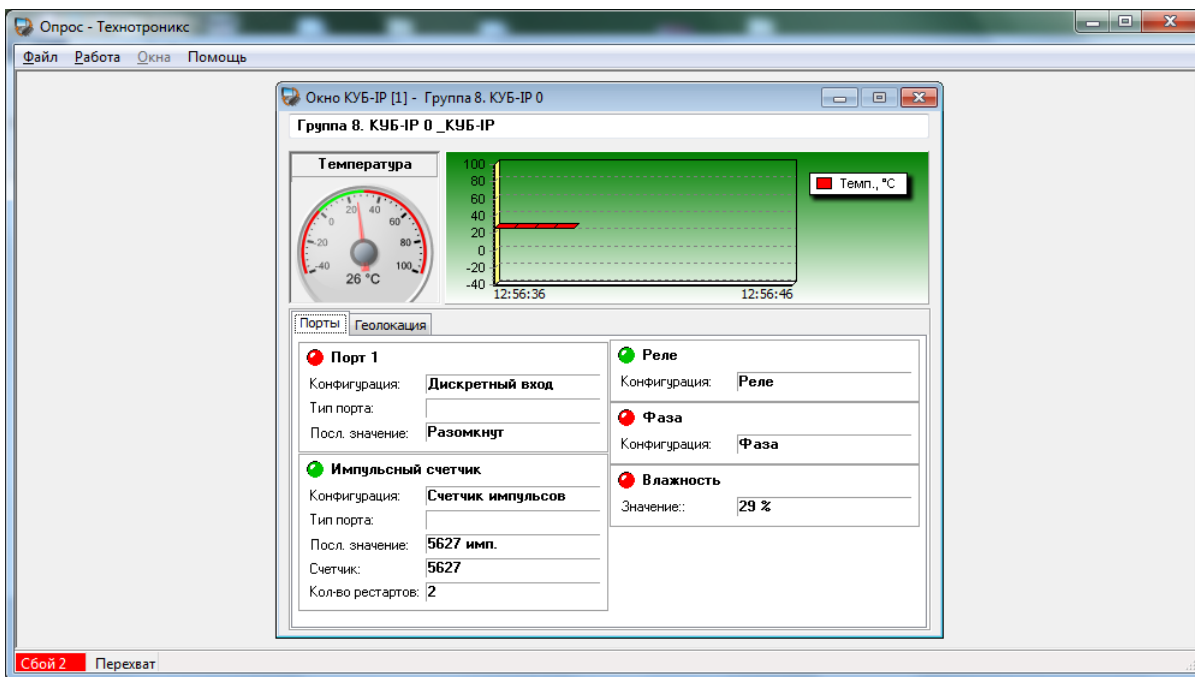 Опрос - Технотроникс
Файл Работа Окна Помощь
Окно КУБ-IP [1] - Группа 8. КУБ-IP 0
Группа 8. КУБ-IP 0 _КУБ-IP
Температура
-40 -20 0 20 40 60 80 100
26 °C
100
80
60
40
20
0
-20
-40
12:56:36 12:56:46
Темп., °C
Порты Геолокация
Порт 1
Конфигурация: Дискретный вход
Тип порта:
Посл. значение: Разомкнут
Импульсный счетчик
Конфигурация: Счетчик импульсов
Тип порта:
Посл. значение: 5627 имп.
Счетчик: 5627
Кол-во рестартов: 2
Реле
Конфигурация: Реле
Фаза
Конфигурация: Фаза
Влажность
Значение:: 29 %
Сбой 2 Перехват